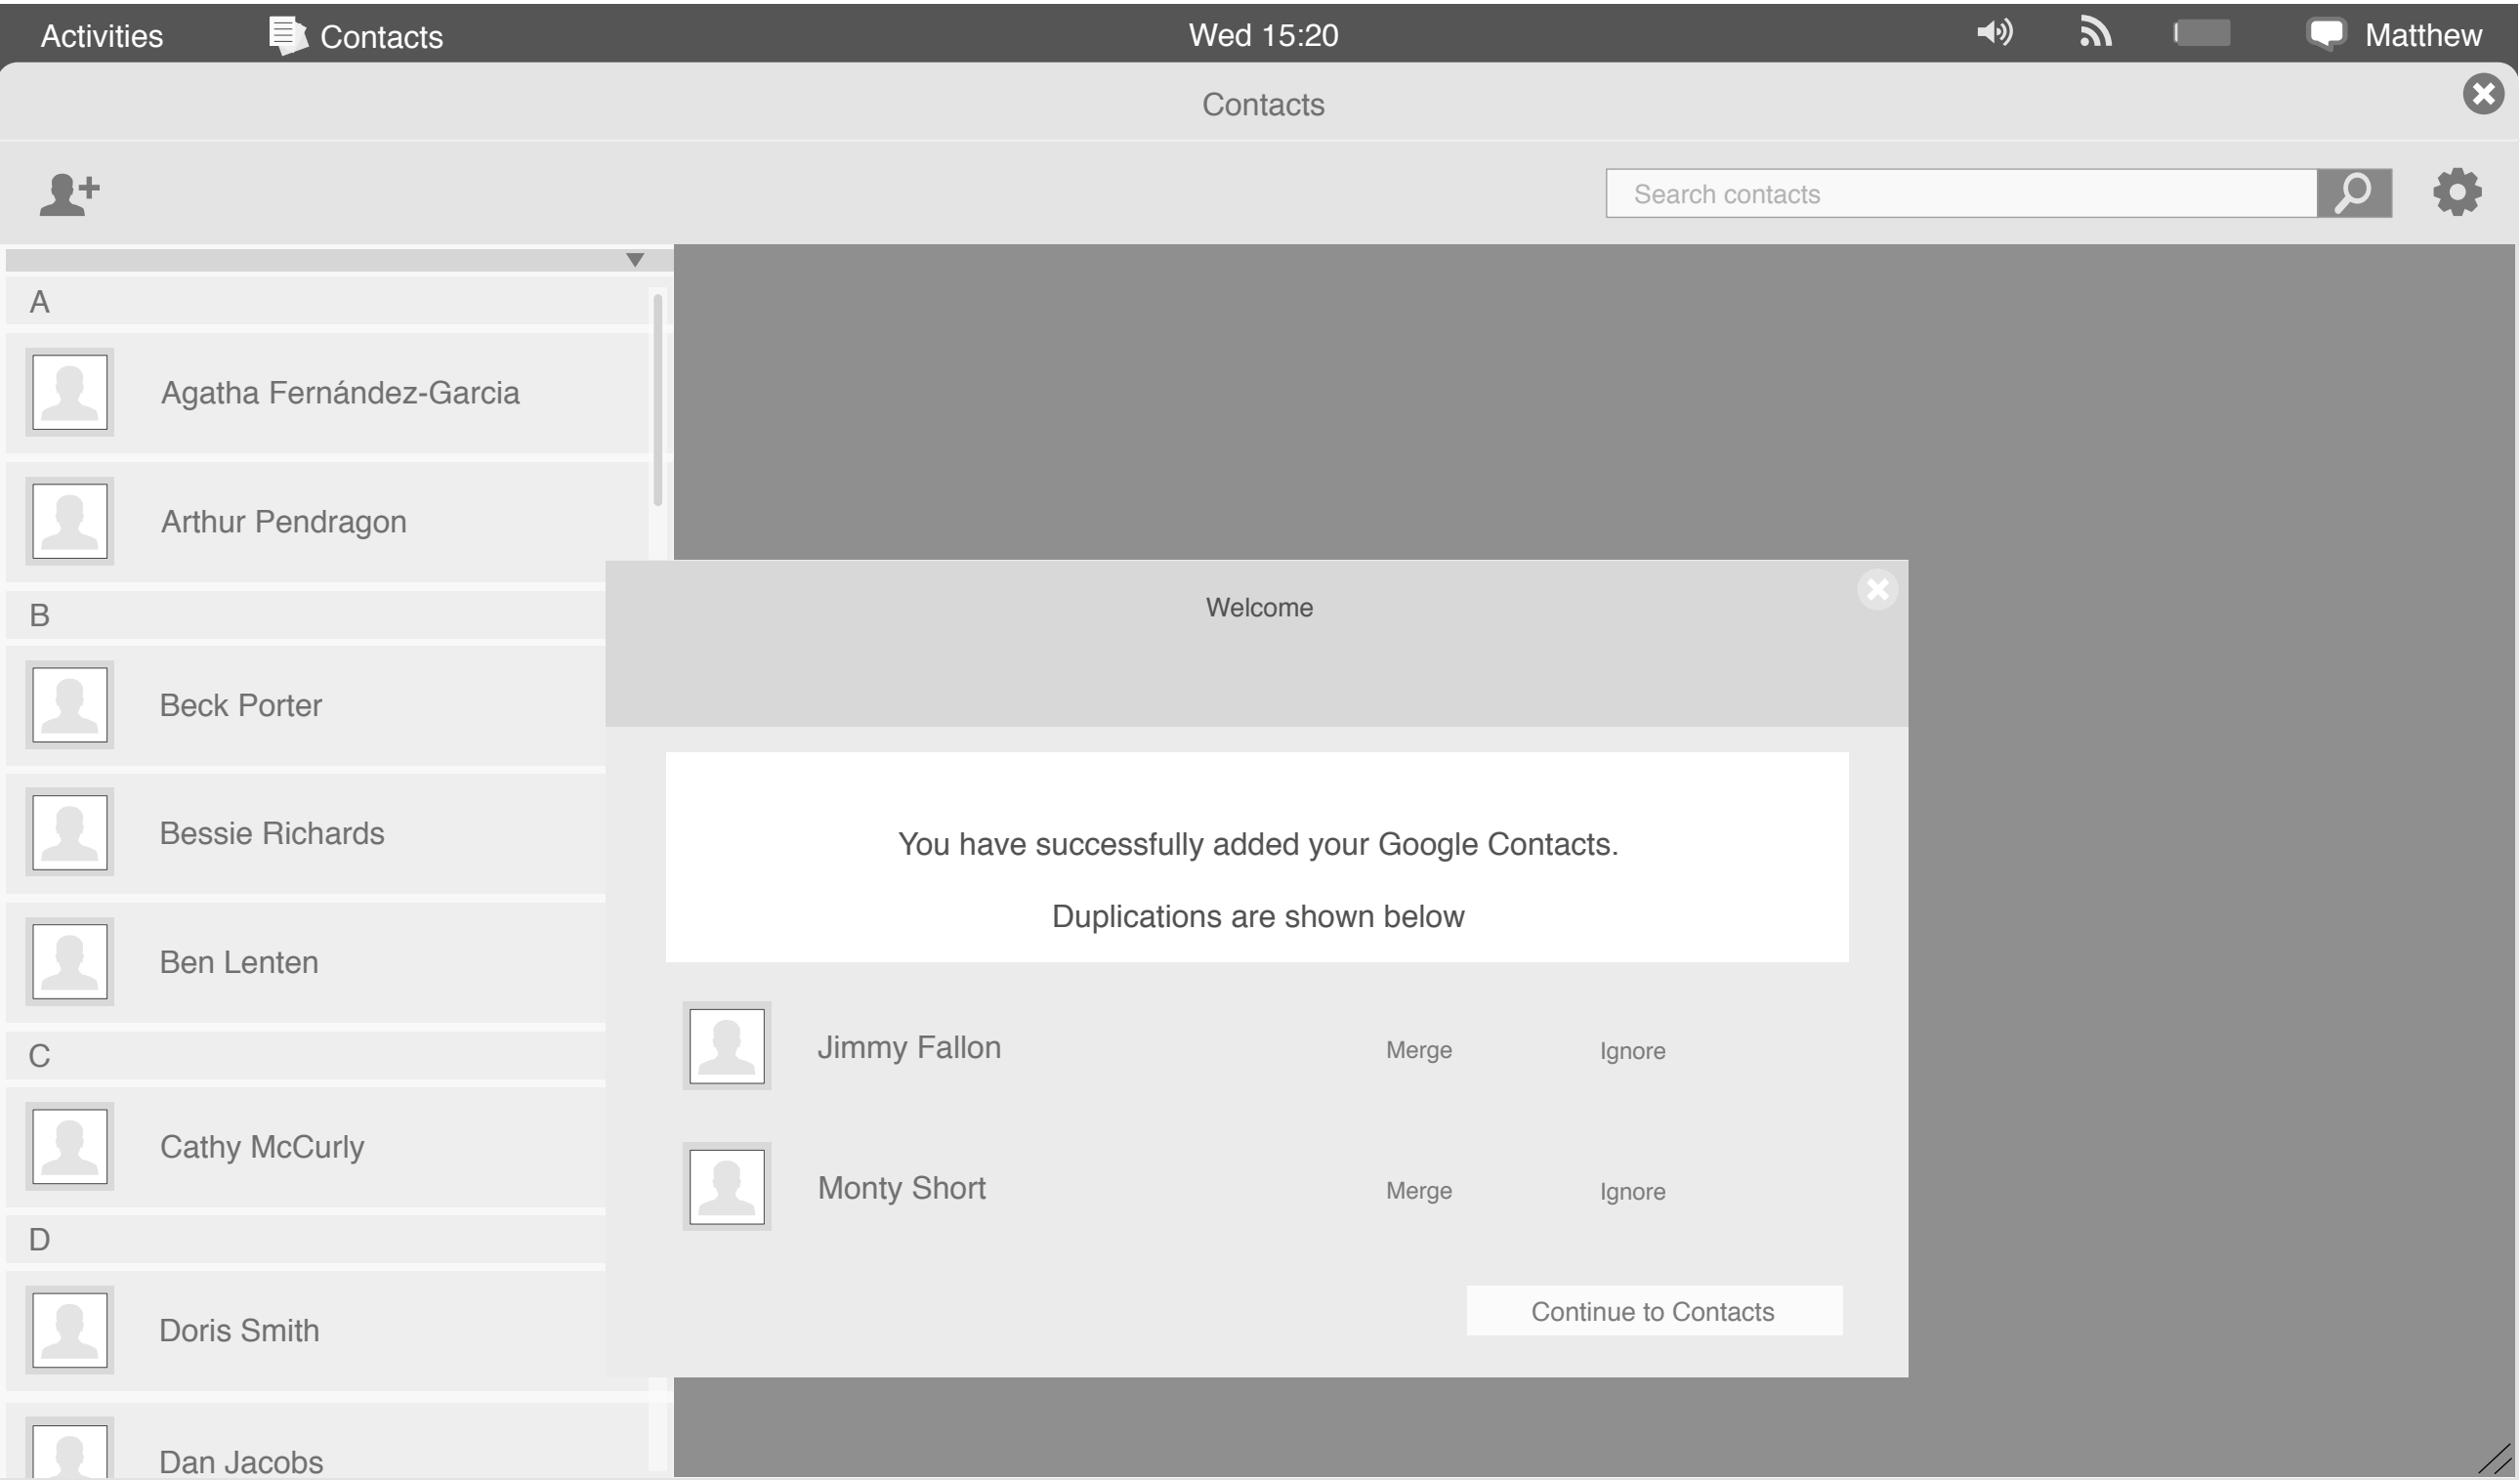 Activities Contacts Wed 15:20 Matthew
Contacts
Search contacts
A
Agatha Fernández-Garcia
Arthur Pendragon
B
Beck Porter
Bessie Richards
Ben Lenten
C
Cathy McCurly
D
Doris Smith
Dan Jacobs
Welcome
You have successfully added your Google Contacts.
Duplications are shown below
Jimmy Fallon Merge Ignore
Monty Short Merge Ignore
Continue to Contacts